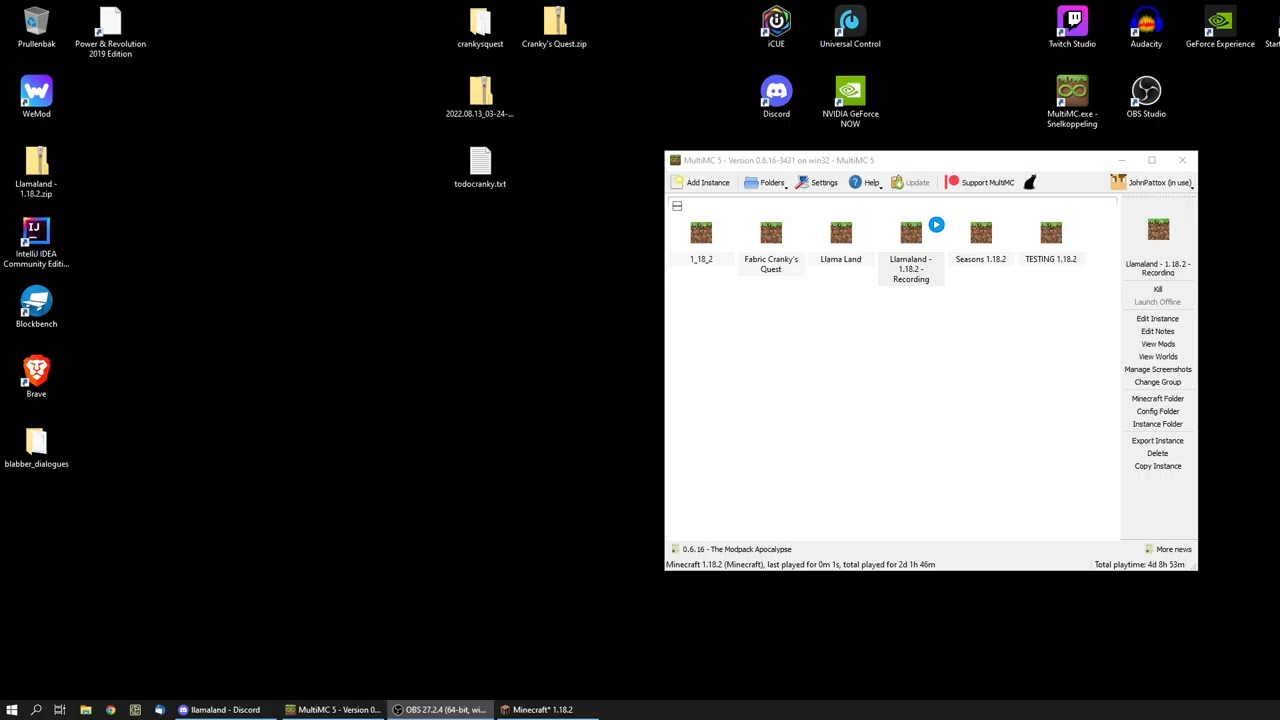 Prullenbak
Power & Revolution
2019 Edition
crankysquest
Cranky's Quest.zip
iCUE
Universal Control
Twitch Studio
Audacity
GeForce Experience
WeMod
2022.08.13_03-24-...
Discord
NVIDIA GeForce
NOW
MultiMC.exe -
Snelkoppeling
OBS Studio
Llamaland -
1.18.2.zip
todocranky.txt
IntelliJ IDEA
Community Editi...
Blockbench
Brave
blabber_dialogues
MultiMC 5 - Version 0.6.16-3431 on win32 - MultiMC 5
Add Instance
Folders
Settings
Help
Update
Support MultiMC
JohnPattox (in use)
1_18_2
Fabric Cranky's
Quest
Llama Land
Llamaland -
1.18.2 -
Recording
Seasons 1.18.2
TESTING 1.18.2
Llamaland - 1.18.2 -
Recording
Kill
Launch Offline
Edit Instance
Edit Notes
View Mods
View Worlds
Manage Screenshots
Change Group
Minecraft Folder
Config Folder
Instance Folder
Export Instance
Delete
Copy Instance
0.6.16 - The Modpack Apocalypse
More news
Minecraft 1.18.2 (Minecraft), last played for 0m 1s, total played for 2d 1h 46m
Total playtime: 4d 8h 53m
llamaland - Discord
MultiMC 5 - Version 0...
OBS 27.2.4 (64-bit, wi...
Minecraft* 1.18.2